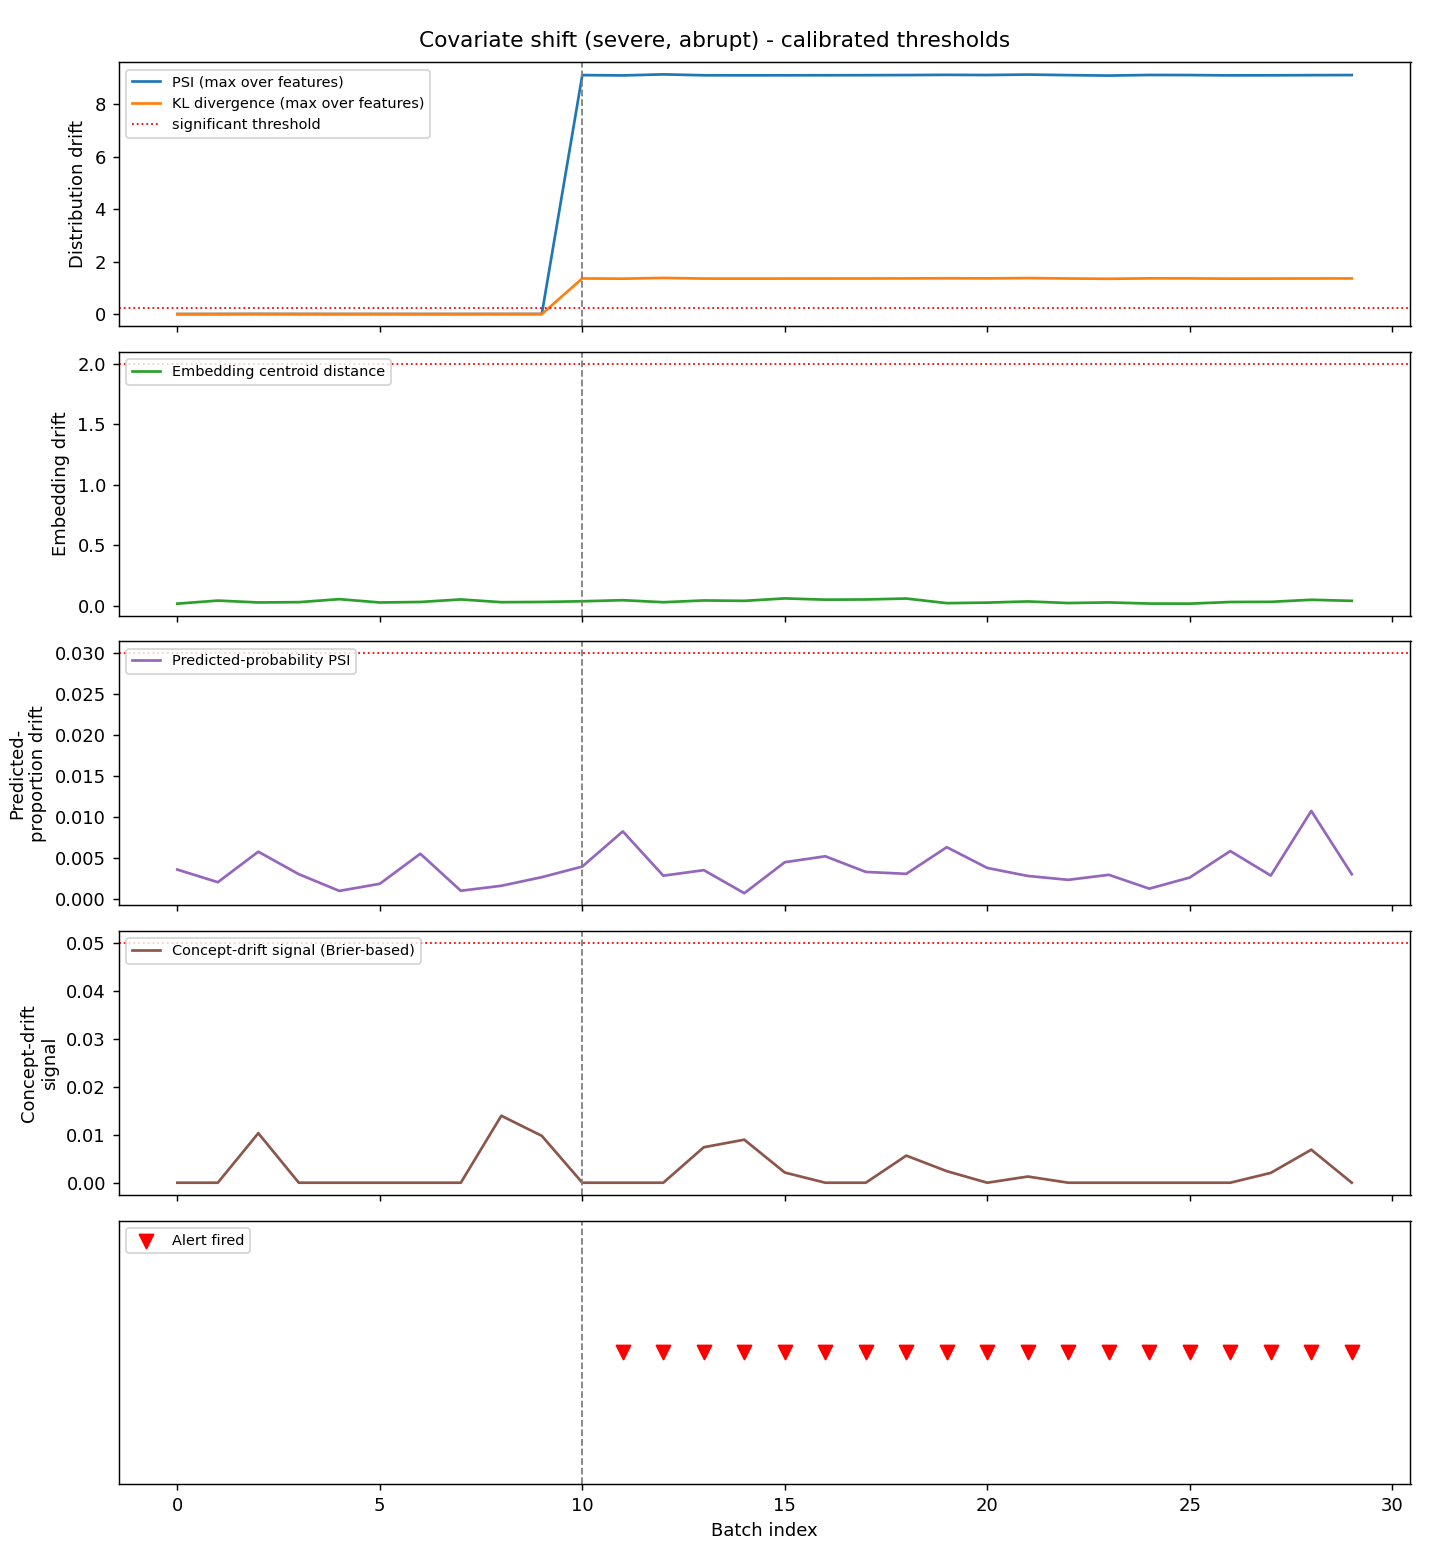 Covariate shift (severe, abrupt) - calibrated thresholds
PSI (max over features)
KL divergence (max over features)
significant threshold
Distribution drift
8
6
4
2
0
Embedding centroid distance
Embedding drift
2.0
1.5
1.0
0.5
0.0
Predicted-probability PSI
Predicted-
proportion drift
0.030
0.025
0.020
0.015
0.010
0.005
0.000
Concept-drift signal (Brier-based)
Concept-drift
signal
0.05
0.04
0.03
0.02
0.01
0.00
Alert fired
0 5 10 15 20 25 30
Batch index